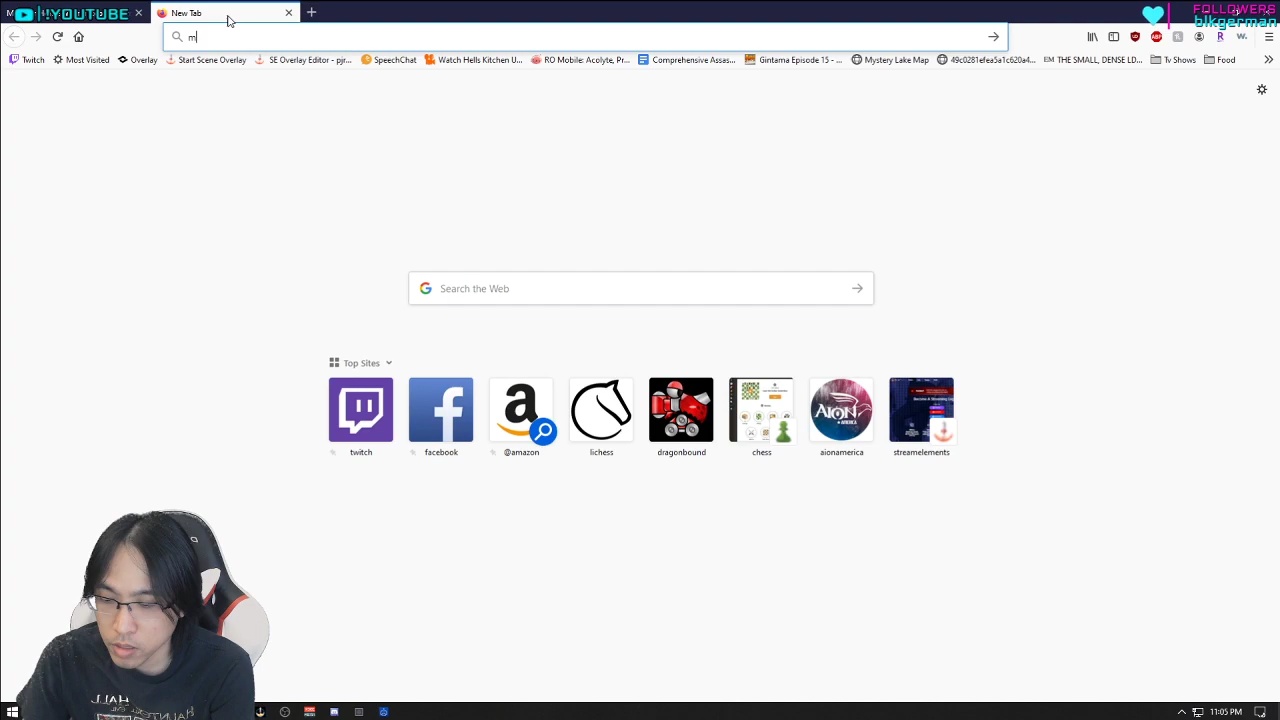 M
YOUTUBE
New Tab
FOLLOWERS
blkgerman
m
Twitch
Most Visited
Overlay
Start Scene Overlay
SE Overlay Editor - pjr...
SpeechChat
Watch Hells Kitchen U...
RO Mobile: Acolyte, Pr...
Comprehensive Assas...
Gintama Episode 15 - ...
Mystery Lake Map
49c0281efea5a1c620a4...
EM THE SMALL, DENSE LD...
Tv Shows
Food
Search the Web
Top Sites
twitch
facebook
@amazon
lichess
dragonbound
chess
aionamerica
streamelements
11:05 PM